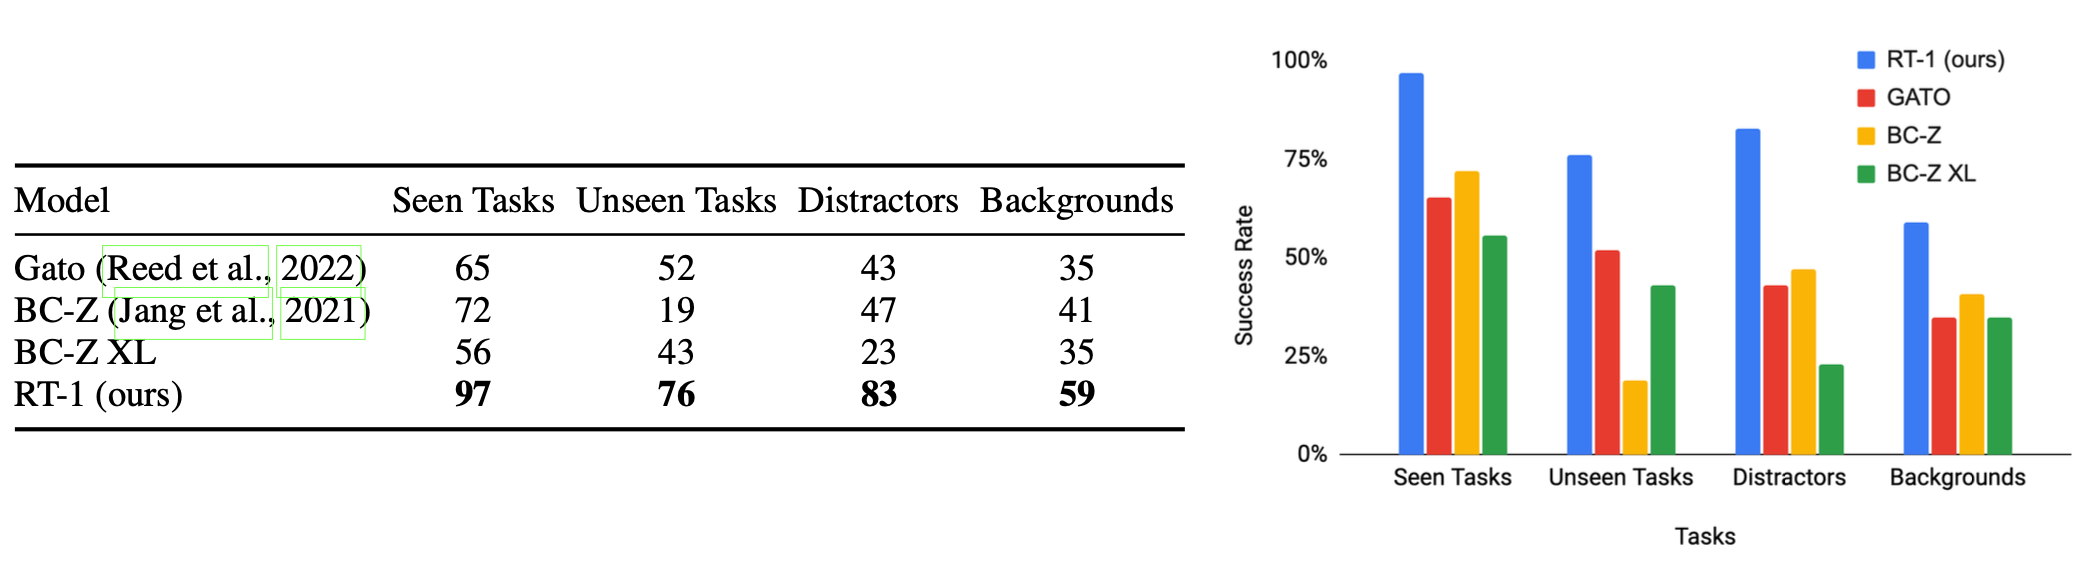 Model Seen Tasks Unseen Tasks Distractors Backgrounds
Gato (Reed et al., 2022) 65 52 43 35
BC-Z (Jang et al., 2021) 72 19 47 41
BC-Z XL 56 43 23 35
RT-1 (ours) 97 76 83 59
100%
75%
50%
25%
0%
Success Rate
RT-1 (ours)
GATO
BC-Z
BC-Z XL
Seen Tasks Unseen Tasks Distractors Backgrounds
Tasks